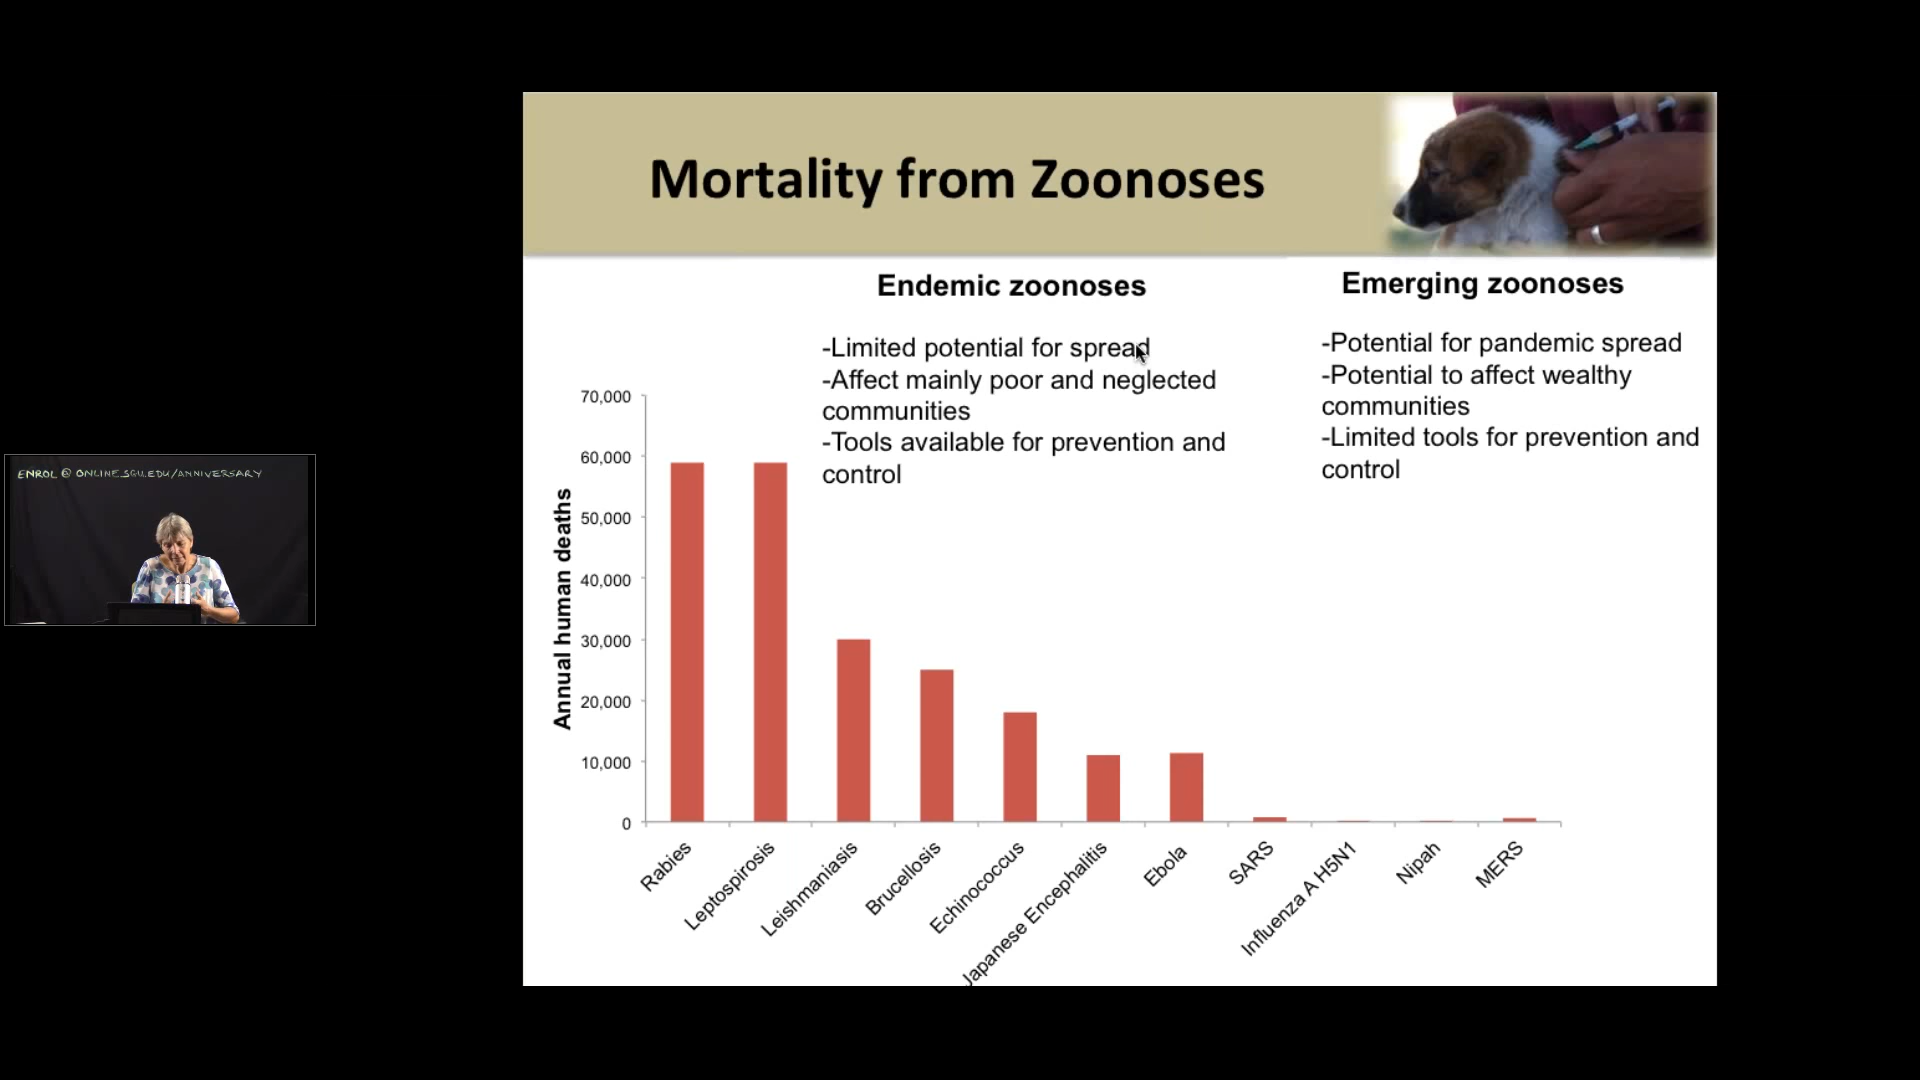 ENROL @ ONLINE.SGU.EDU/ANNIVERSARY
Mortality from Zoonoses
Endemic zoonoses
-Limited potential for spread
-Affect mainly poor and neglected
communities
-Tools available for prevention and
control
Emerging zoonoses
-Potential for pandemic spread
-Potential to affect wealthy
communities
-Limited tools for prevention and
control
Annual human deaths
70,000
60,000
50,000
40,000
30,000
20,000
10,000
0
Rabies
Leptospirosis
Leishmaniasis
Brucellosis
Echinococcus
Japanese Encephalitis
Ebola
SARS
Influenza A H5N1
Nipah
MERS